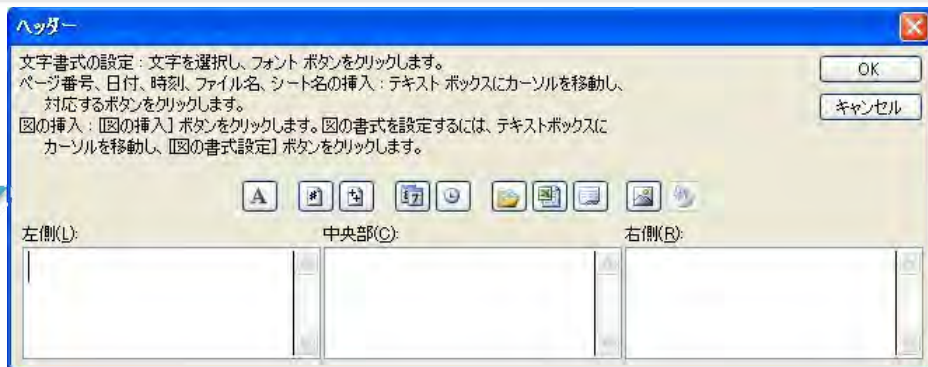 ヘッダー
文字書式の設定：文字を選択し、フォント ボタンをクリックします。
ページ番号、日付、時刻、ファイル名、シート名の挿入：テキスト ボックスにカーソルを移動し、
対応するボタンをクリックします。
図の挿入：[図の挿入] ボタンをクリックします。図の書式を設定するには、テキストボックスに
カーソルを移動し、[図の書式設定] ボタンをクリックします。
OK
キャンセル
A
左側(L):
中央部(C):
右側(R):